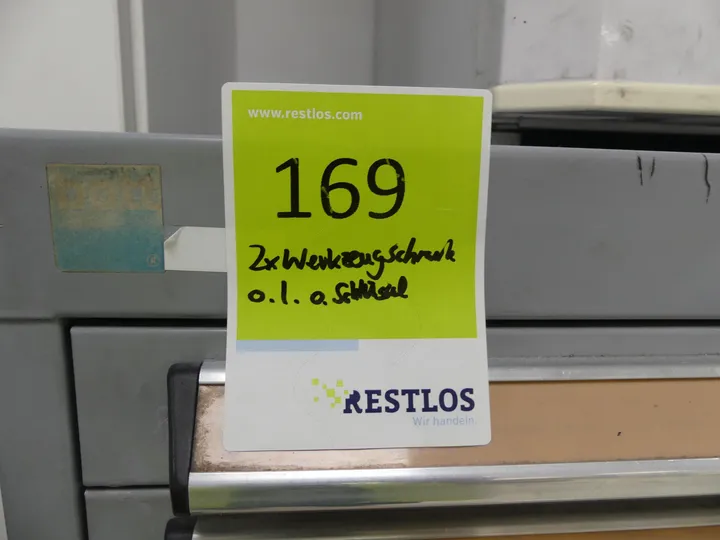 www.restlos.com
169
2x Werkzeugschrank
o. I. o. Schlüssel
RESTLOS
Wir handeln